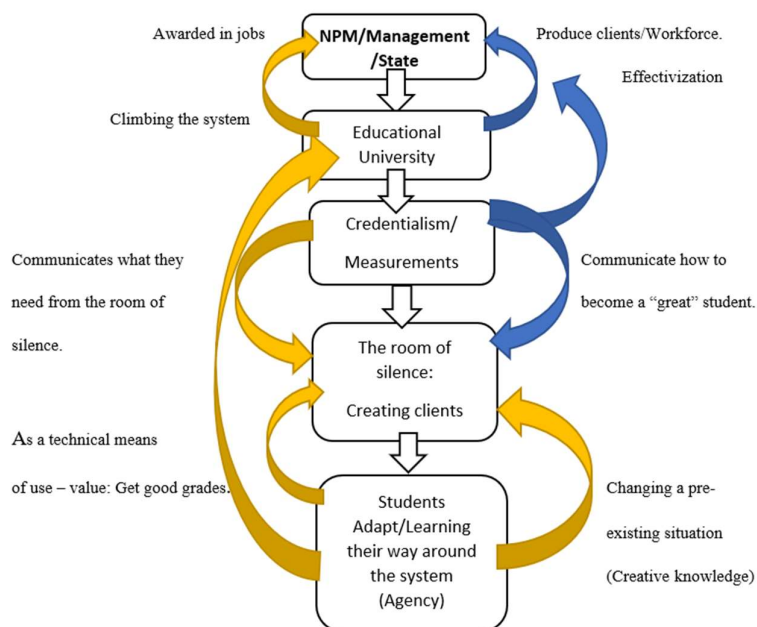 Awarded in jobs
NPM/Management
/State
Produce clients/Workforce.
Effectivization
Climbing the system
Educational
University
Credentialism/
Measurements
Communicates what they
need from the room of
silence.
Communicate how to
become a “great” student.
The room of
silence:
Creating clients
As a technical means
of use – value: Get good grades.
Students
Adapt/Learning
their way around
the system
(Agency)
Changing a pre-
existing situation
(Creative knowledge)